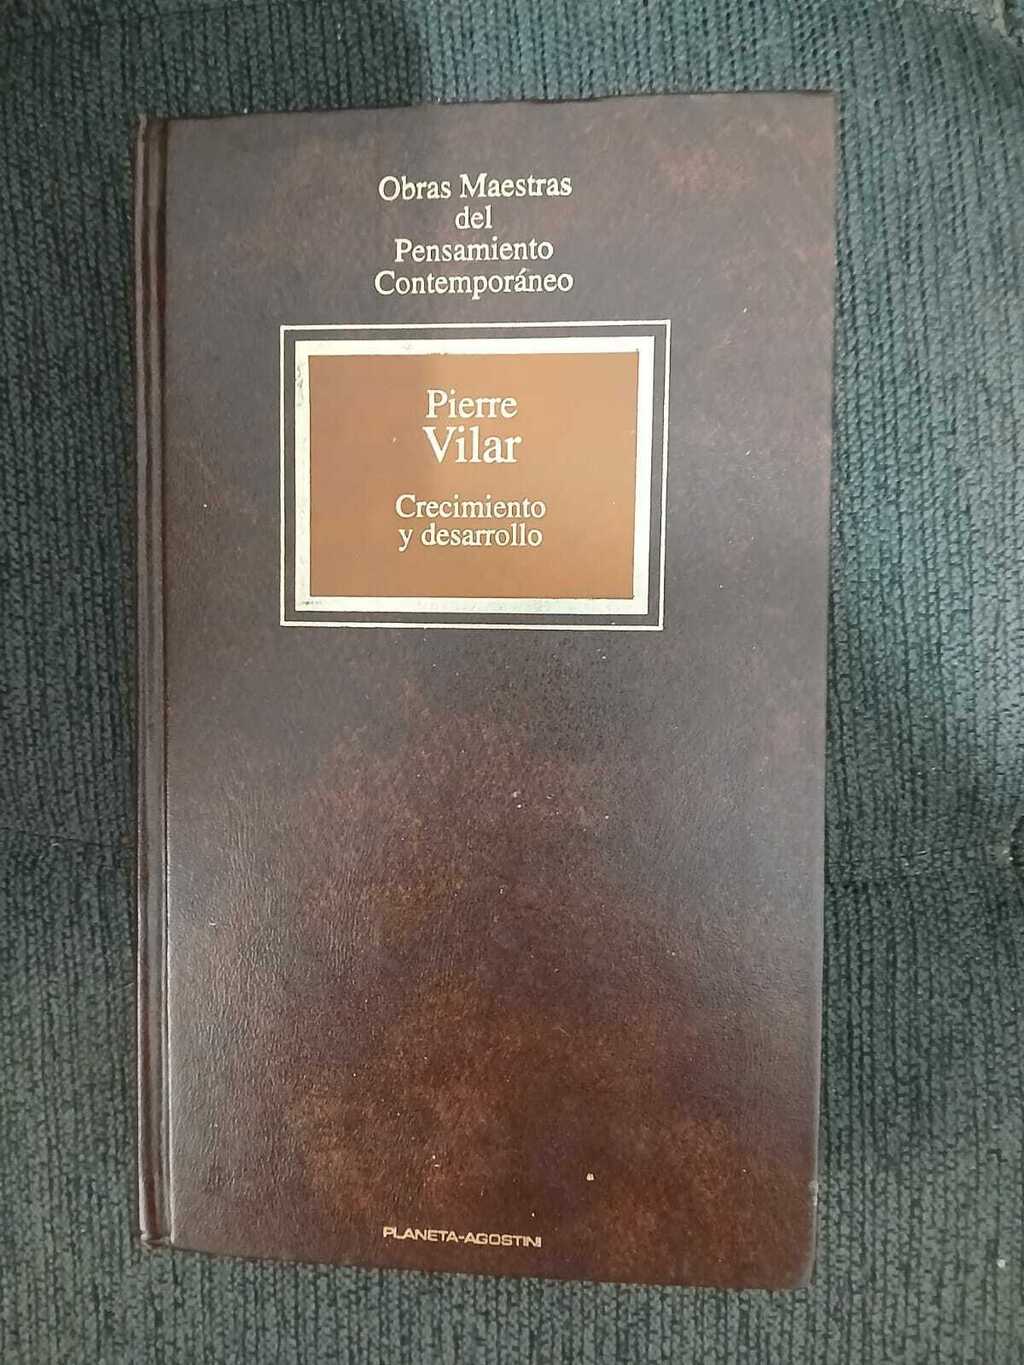 Obras Maestras
del
Pensamiento
Contemporáneo
Pierre
Vilar
Crecimiento
y desarrollo
PLANETA-AGOSTINI